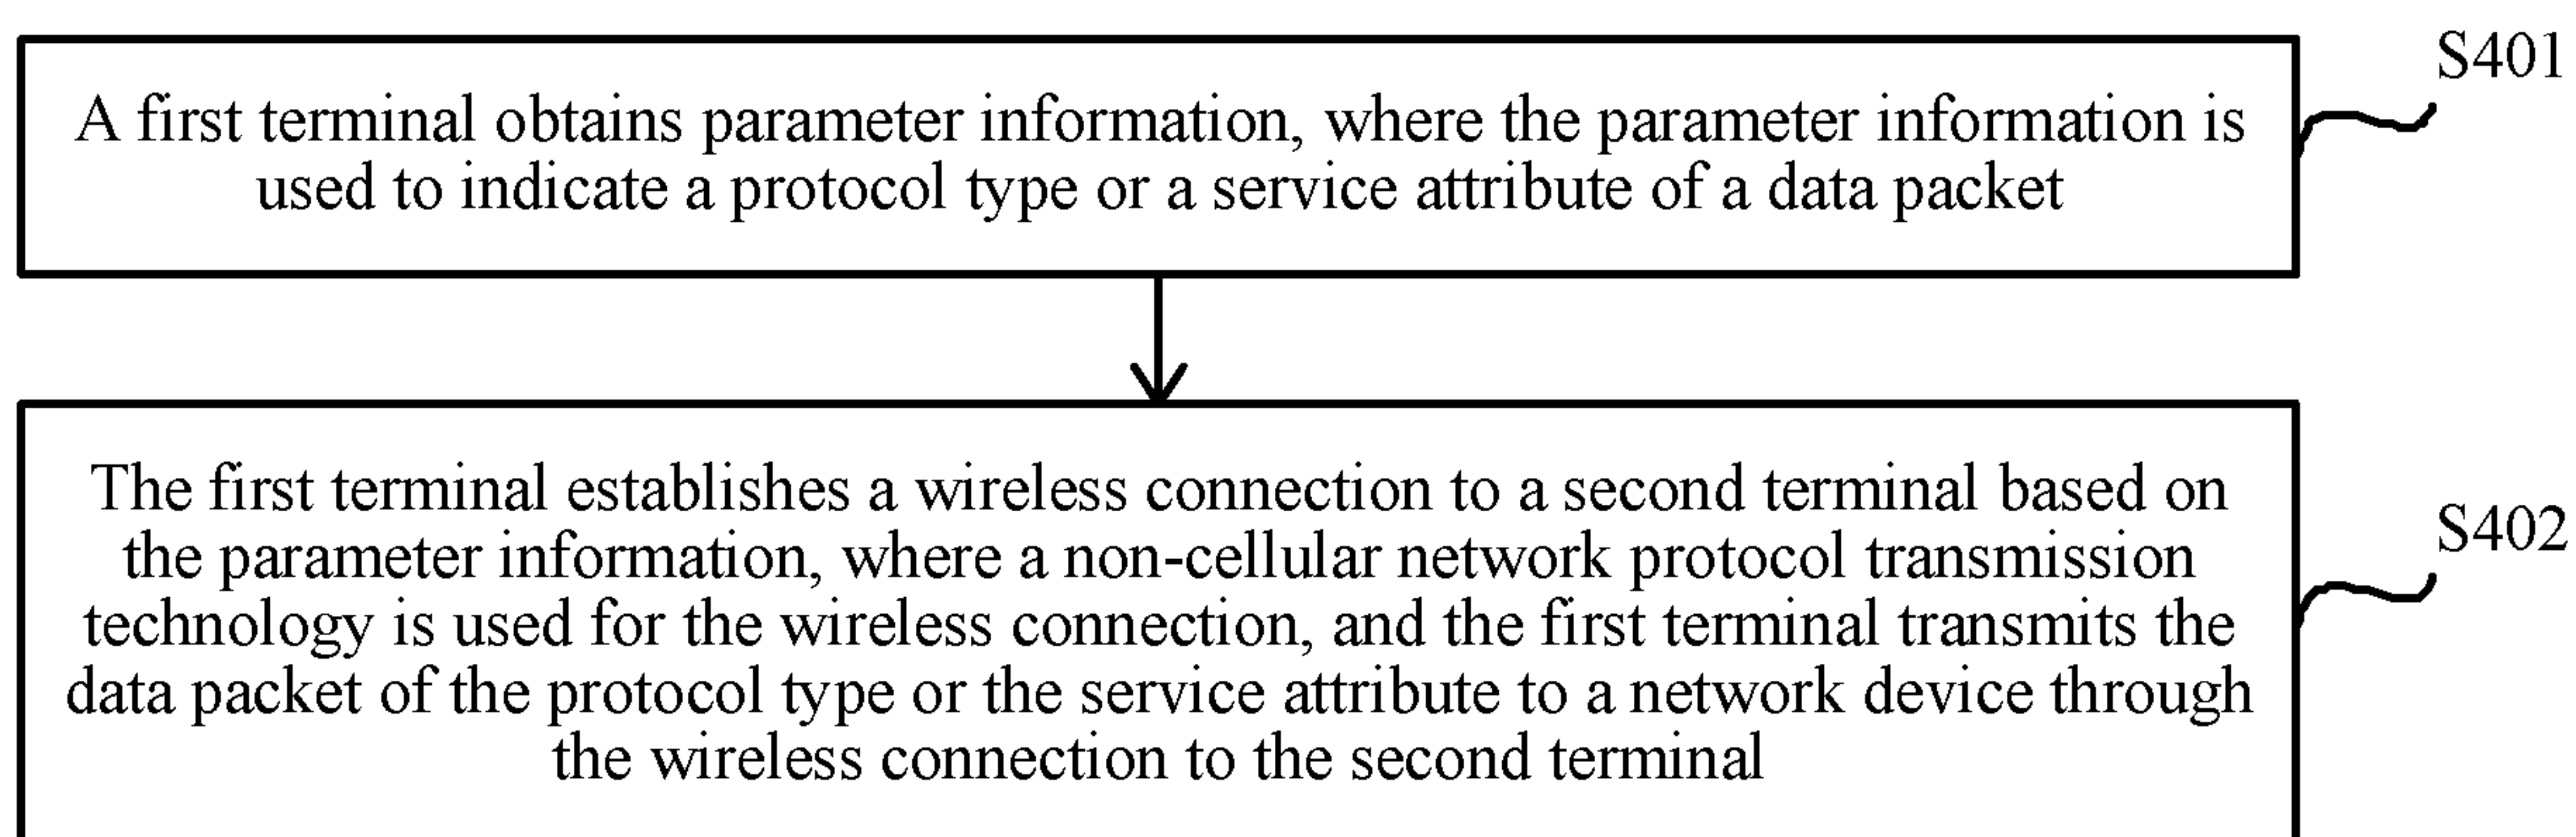 S401
A first terminal obtains parameter information, where the parameter information is
used to indicate a protocol type or a service attribute of a data packet
The first terminal establishes a wireless connection to a second terminal based on
the parameter information, where a non-cellular network protocol transmission
S402
technology is used for the wireless connection, and the first terminal transmits the
data packet of the protocol type or the service attribute to a network device through
the wireless connection to the second terminal